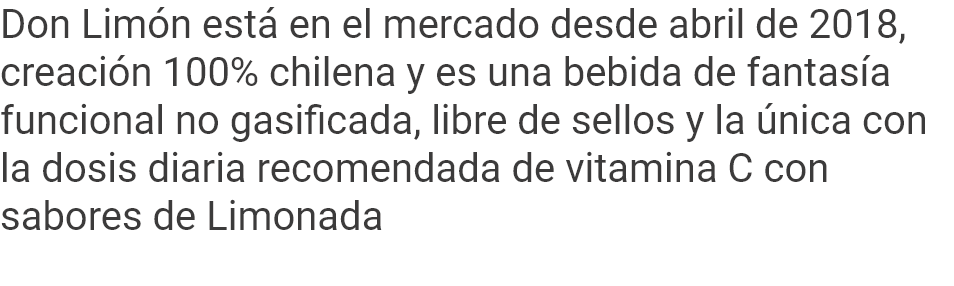 Don Limón está en el mercado desde abril de 2018,
creación 100% chilena y es una bebida de fantasía
funcional no gasificada, libre de sellos y la única con
la dosis diaria recomendada de vitamina C con
sabores de Limonada